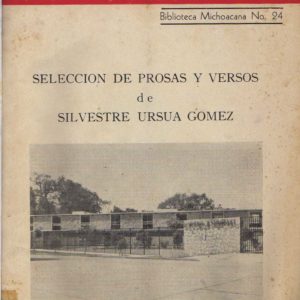 Biblioteca Michoacana No. 24
SELECCION DE PROSAS Y VERSOS
de
SILVESTRE URSUA GOMEZ